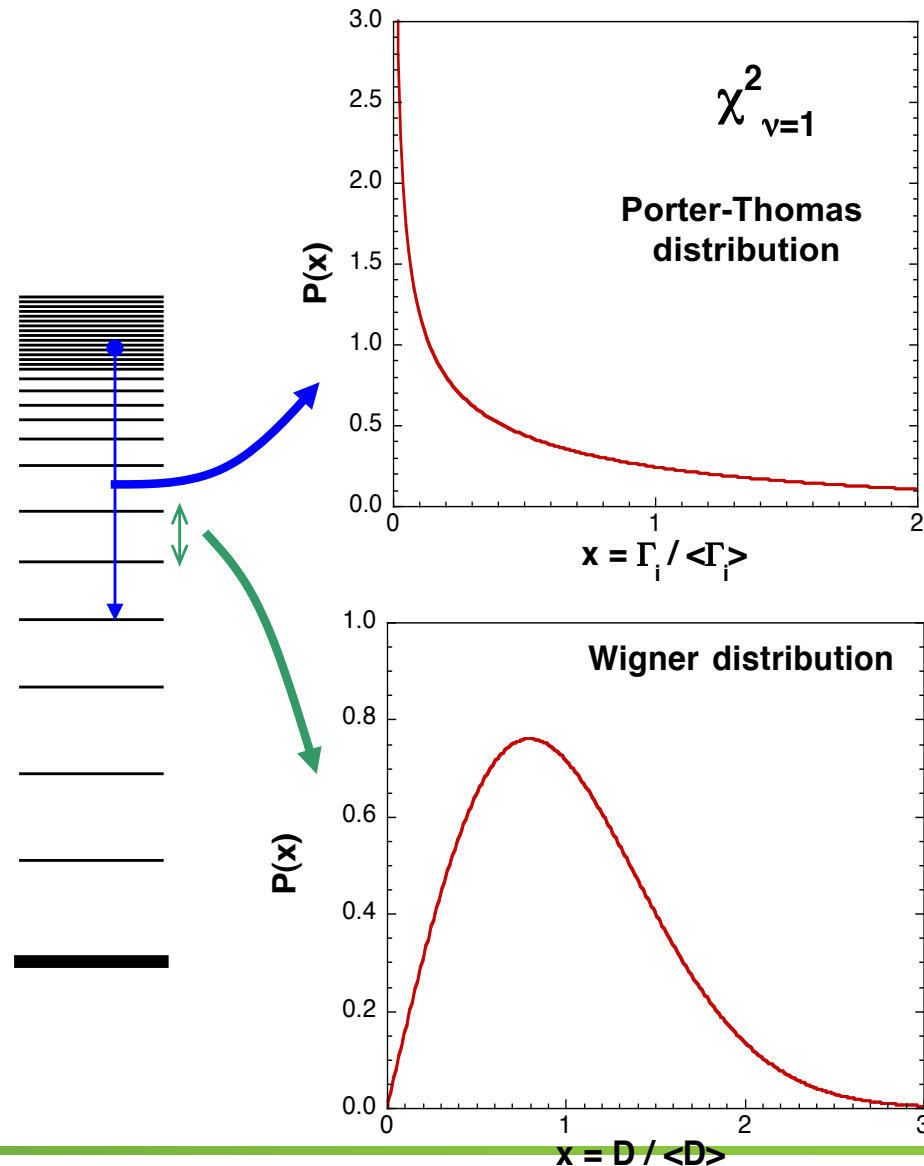 3.0
2.5
2.0
1.5
1.0
0.5
0.0
P(x)
χ²ν=1
Porter-Thomas
distribution
0 1 2
x = Γi / <Γi>
1.0
0.8
0.6
0.4
0.2
0.0
P(x)
Wigner distribution
0 1 2 3
x = D / <D>